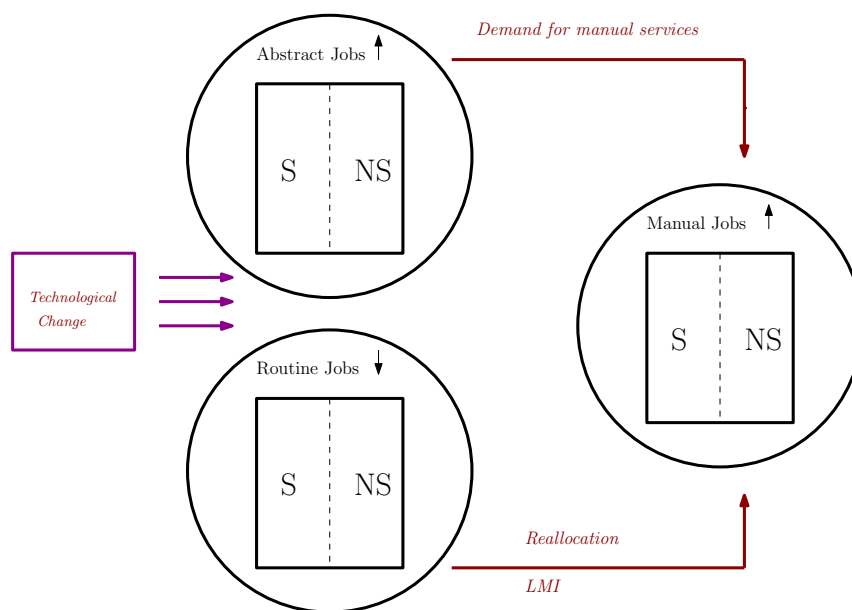 Demand for manual services
Abstract Jobs
S NS
Manual Jobs
S NS
Technological
Change
Routine Jobs
S NS
Reallocation
LMI